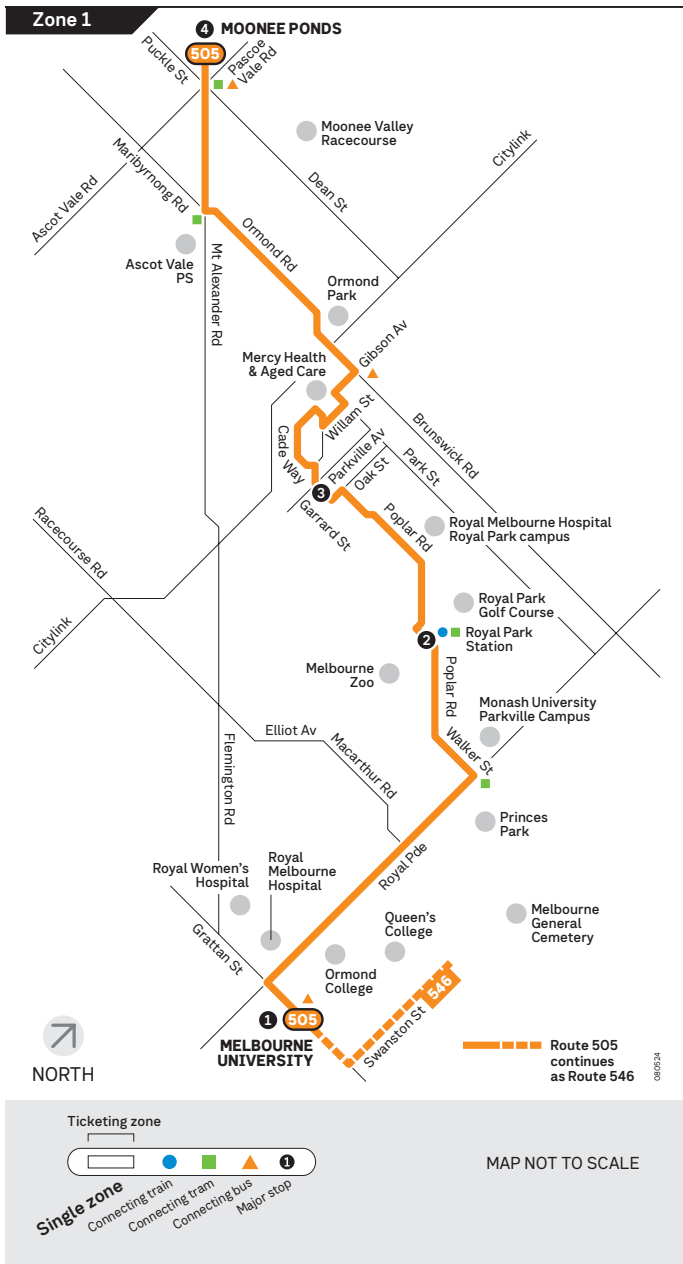 Zone 1
4 MOONEE PONDS
505
Puckle St
Pascoe
Vale Rd
Moonee Valley
Racecourse
Citylink
Maribyrnong Rd
Dean St
Ascot Vale Rd
Ormond Rd
Ascot Vale
PS
Mt Alexander Rd
Ormond
Park
Gibson Av
Mercy Health
& Aged Care
Willam St
Brunswick Rd
Cade Way
Parkville Av
Oak St
Park St
3
Garrard St
Poplar Rd
Royal Melbourne Hospital
Royal Park campus
Racecourse Rd
Royal Park
Golf Course
Citylink
2
Royal Park
Station
Melbourne
Zoo
Poplar Rd
Monash University
Parkville Campus
Elliot Av
Macarthur Rd
Walker St
Flemington Rd
Princes
Park
Royal Pde
Royal Women's
Hospital
Royal
Melbourne
Hospital
Queen's
College
Melbourne
General
Cemetery
Grattan St
Ormond
College
546
1 505
MELBOURNE
UNIVERSITY
Swanston St
NORTH
Route 505
continues
as Route 546
080524
Ticketing zone
1
Single zone
Connecting train
Connecting tram
Connecting bus
Major stop
MAP NOT TO SCALE